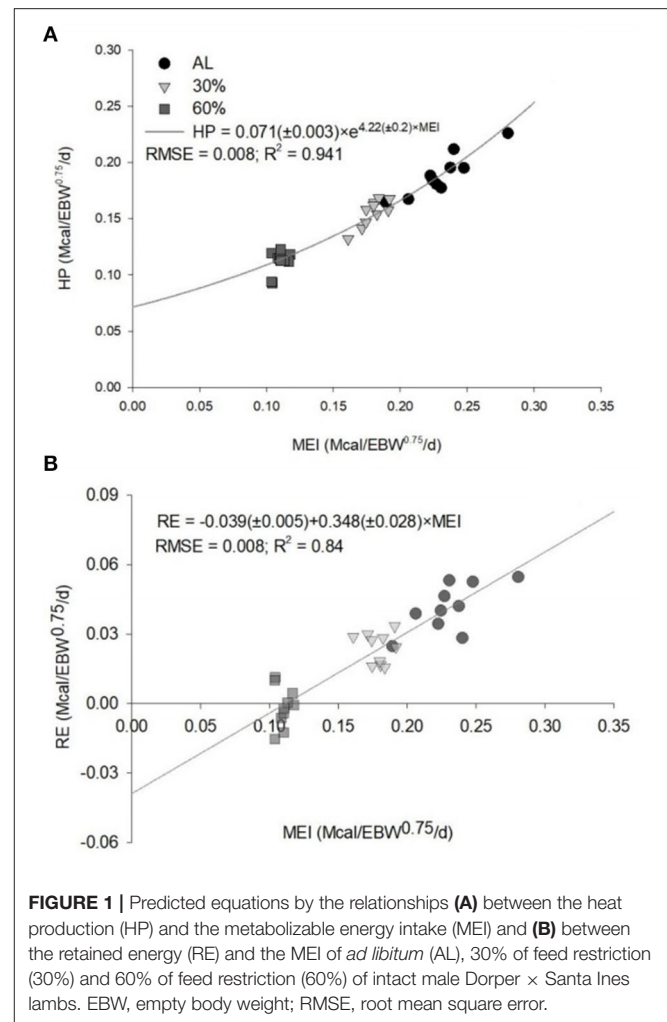 A
0.30
0.25
0.20
0.15
0.10
0.05
0.00
HP (Mcal/EBW^0.75/d)
AL
30%
60%
HP = 0.071(±0.003)×e^4.22(±0.2)×MEI
RMSE = 0.008; R² = 0.941
0.00 0.05 0.10 0.15 0.20 0.25 0.30 0.35
MEI (Mcal/EBW^0.75/d)
B
0.09
0.06
0.03
0.00
-0.03
-0.06
RE (Mcal/EBW^0.75/d)
RE = -0.039(±0.005)+0.348(±0.028)×MEI
RMSE = 0.008; R² = 0.84
0.00 0.05 0.10 0.15 0.20 0.25 0.30 0.35
MEI (Mcal/EBW^0.75/d)
FIGURE 1 | Predicted equations by the relationships (A) between the heat
production (HP) and the metabolizable energy intake (MEI) and (B) between
the retained energy (RE) and the MEI of ad libitum (AL), 30% of feed restriction
(30%) and 60% of feed restriction (60%) of intact male Dorper × Santa Ines
lambs. EBW, empty body weight; RMSE, root mean square error.